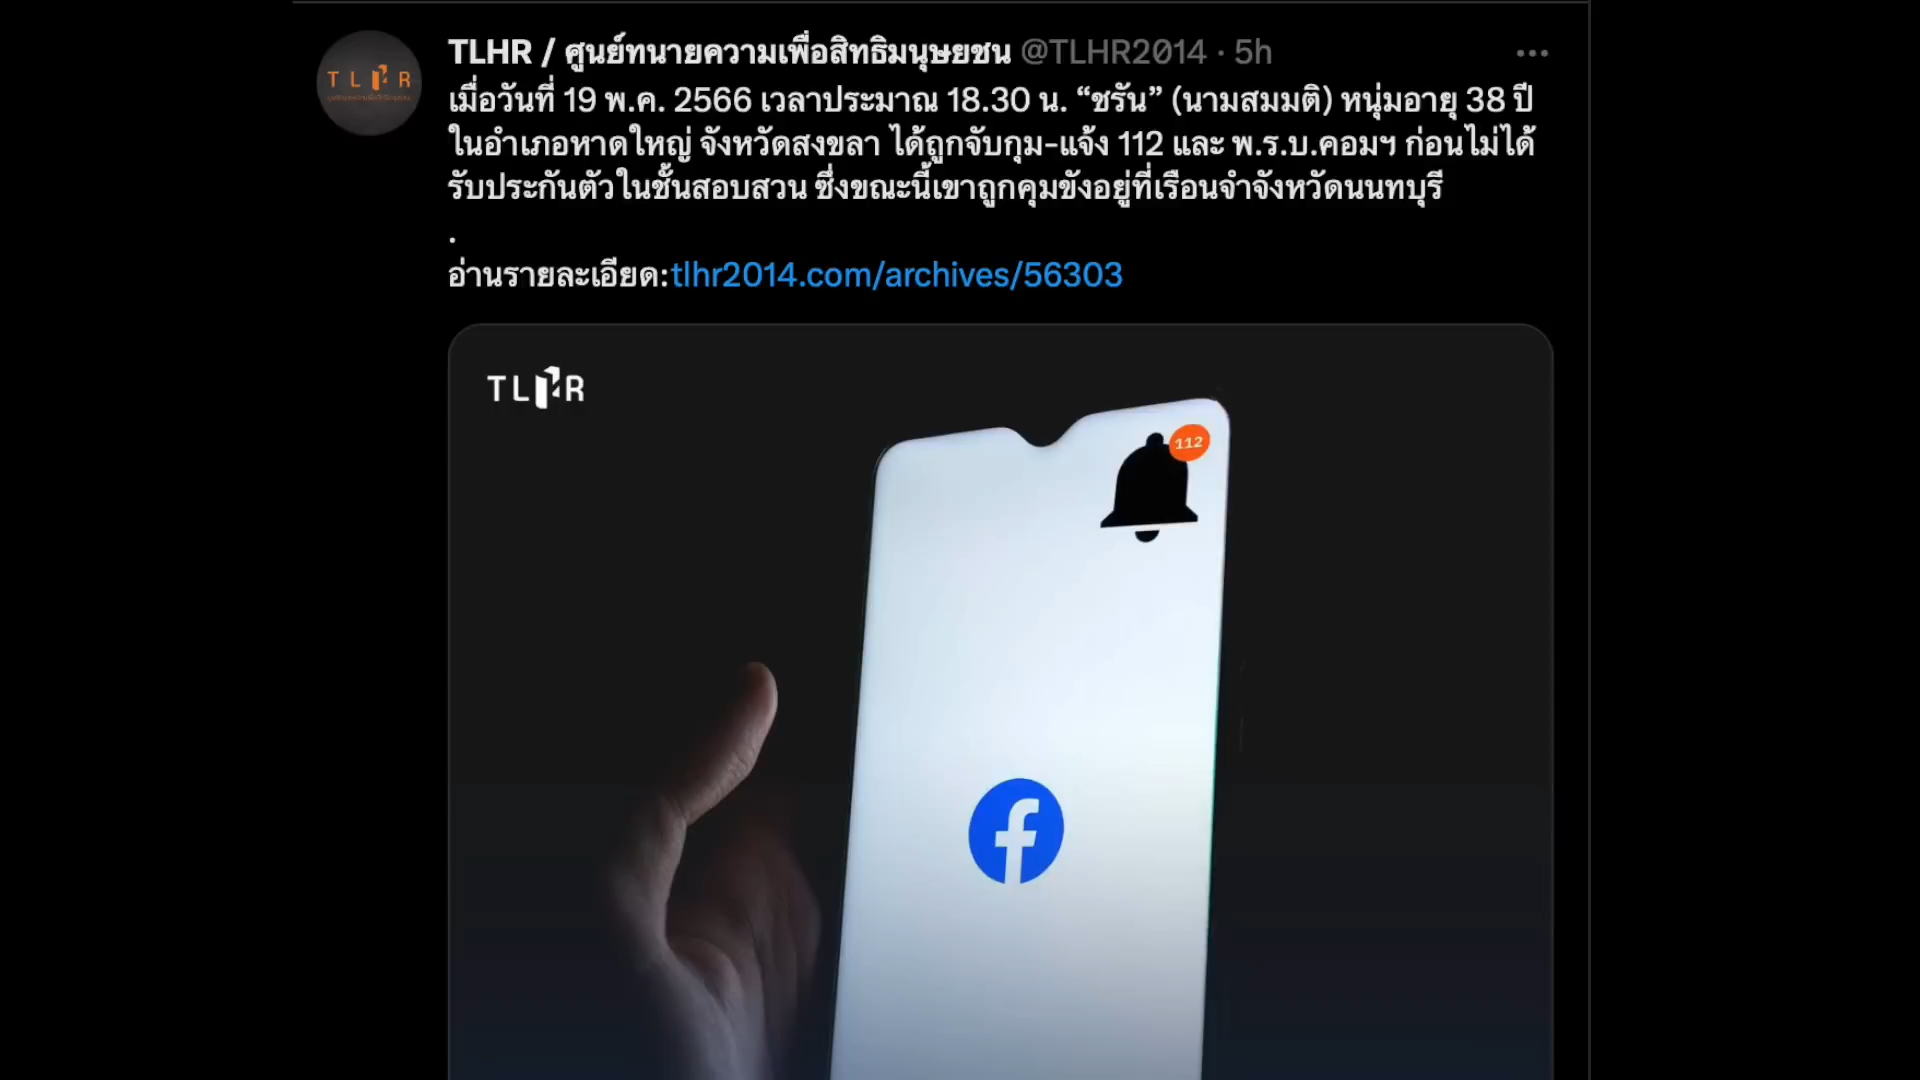 TLHR / ศูนย์ทนายความเพื่อสิทธิมนุษยชน @TLHR2014 · 5h
TLHR
เมื่อวันที่ 19 พ.ค. 2566 เวลาประมาณ 18.30 น. “ชรัน” (นามสมมติ) หนุ่มอายุ 38 ปี
ในอำเภอหาดใหญ่ จังหวัดสงขลา ได้ถูกจับกุม-แจ้ง 112 และ พ.ร.บ.คอมฯ ก่อนไม่ได้
รับประกันตัวในชั้นสอบสวน ซึ่งขณะนี้เขาถูกคุมขังอยู่ที่เรือนจำจังหวัดนนทบุรี
.
อ่านรายละเอียด:tlhr2014.com/archives/56303
TLHR
112